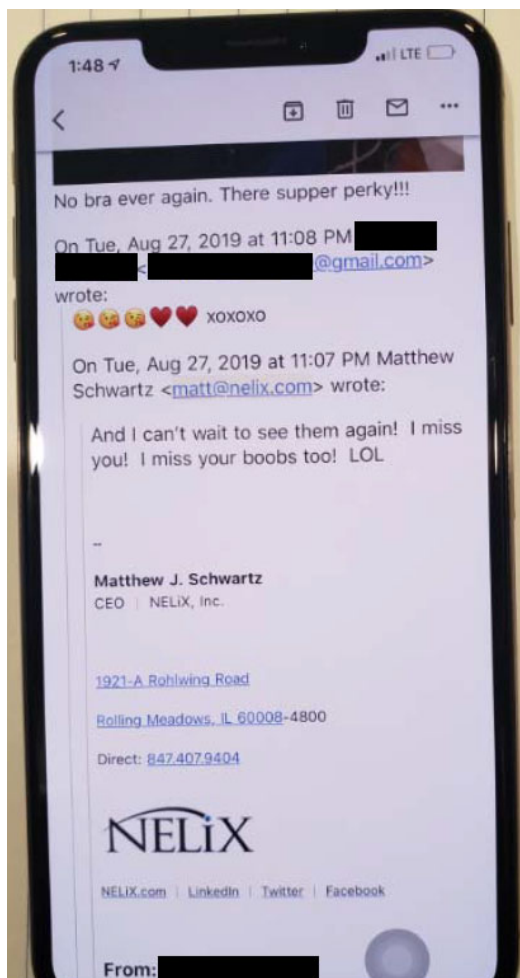 1:48
LTE
No bra ever again. There supper perky!!!
On Tue, Aug 27, 2019 at 11:08 PM
<
@gmail.com>
wrote:
😘😘😘❤️❤️ xoxoxo
On Tue, Aug 27, 2019 at 11:07 PM Matthew
Schwartz <matt@nelix.com> wrote:
And I can't wait to see them again! I miss
you! I miss your boobs too! LOL
--
Matthew J. Schwartz
CEO | NELiX, Inc.
1921-A Rohlwing Road
Rolling Meadows, IL 60008-4800
Direct: 847.407.9404
NELiX
NELiX.com | LinkedIn | Twitter | Facebook
From: